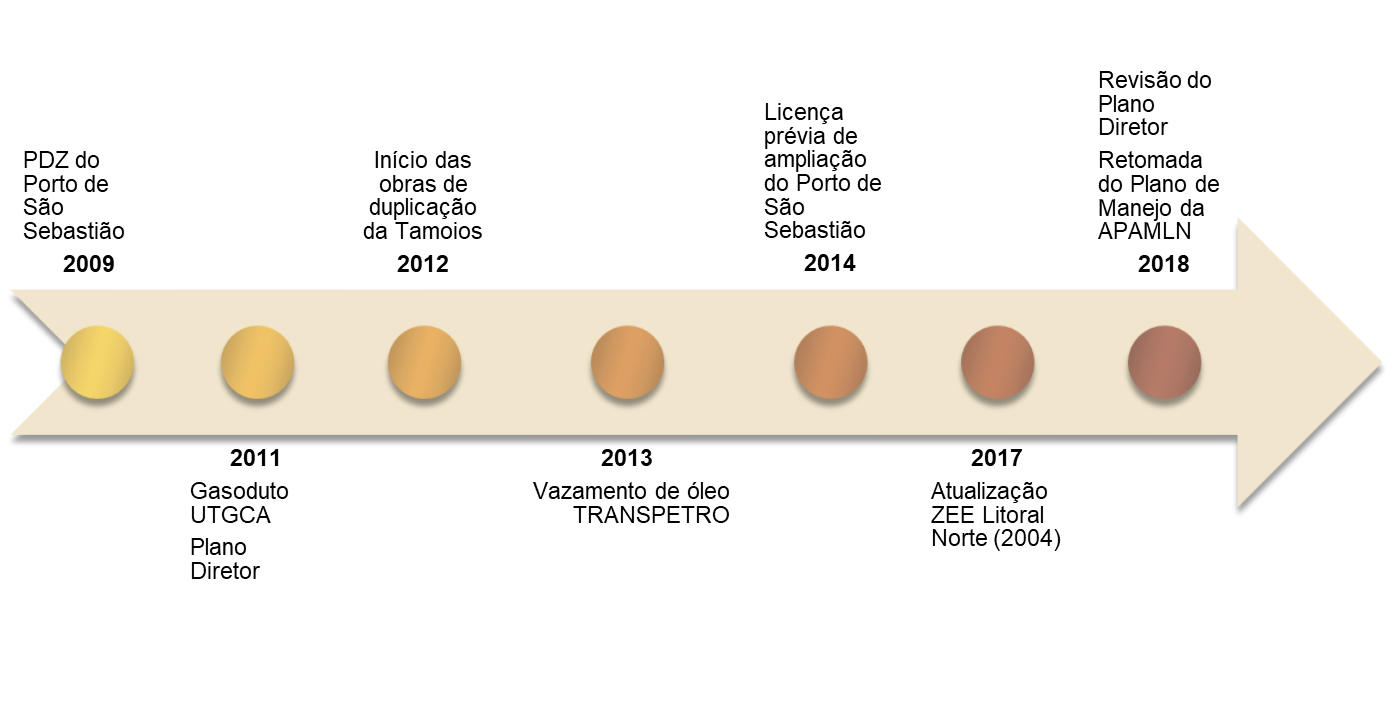 PDZ do
Porto de
São
Sebastião
2009
2011
Gasoduto
UTGCA
Plano
Diretor
Início das
obras de
duplicação
da Tamoios
2012
2013
Vazamento de óleo
TRANSPETRO
Licença
prévia de
ampliação
do Porto de
São
Sebastião
2014
2017
Atualização
ZEE Litoral
Norte (2004)
Revisão do
Plano
Diretor
Retomada
do Plano de
Manejo da
APAMLN
2018